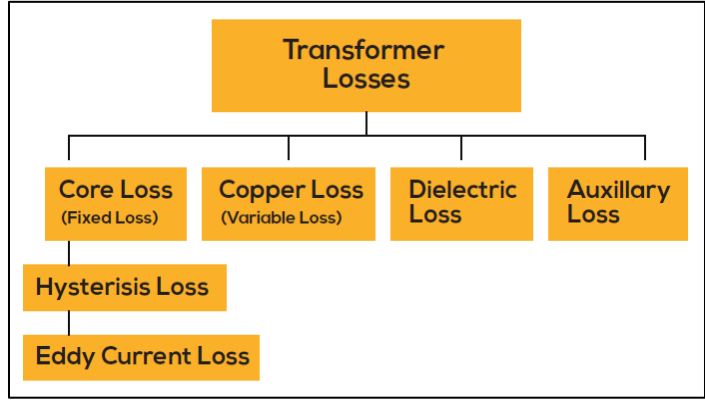 Transformer
Losses
Core Loss
(Fixed Loss)
Copper Loss
(Variable Loss)
Dielectric
Loss
Auxillary
Loss
Hysterisis Loss
Eddy Current Loss